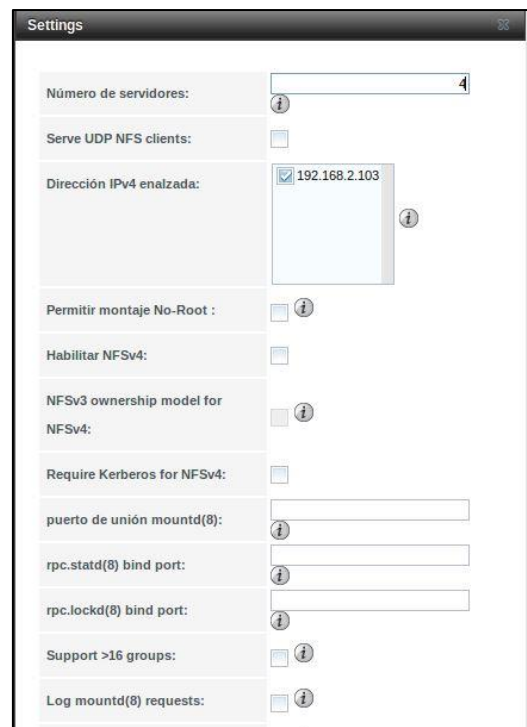 Settings
Número de servidores:
4
Serve UDP NFS clients:
Dirección IPv4 enalzada:
192.168.2.103
Permitir montaje No-Root :
Habilitar NFSv4:
NFSv3 ownership model for
NFSv4:
Require Kerberos for NFSv4:
puerto de unión mountd(8):
rpc.statd(8) bind port:
rpc.lockd(8) bind port:
Support >16 groups:
Log mountd(8) requests: